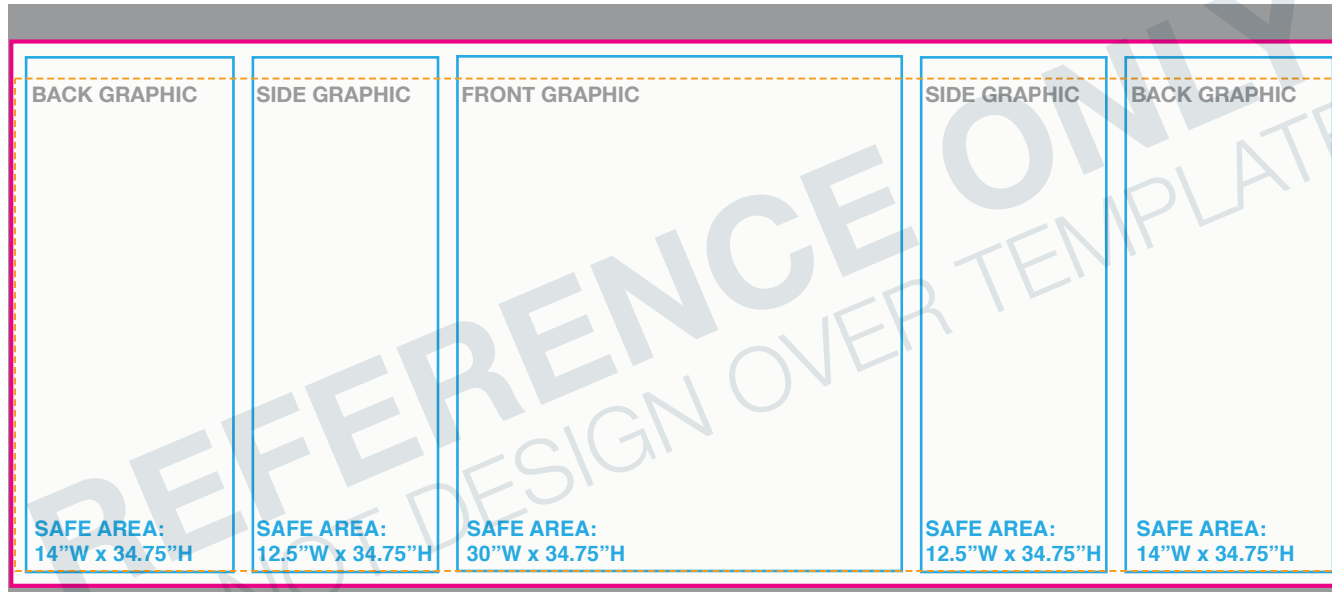 BACK GRAPHIC
SIDE GRAPHIC
FRONT GRAPHIC
SIDE GRAPHIC
BACK GRAPHIC
REFERENCE ONLY
NOT DESIGN OVER TEMPLATE
SAFE AREA:
14”W x 34.75”H
SAFE AREA:
12.5”W x 34.75”H
SAFE AREA:
30”W x 34.75”H
SAFE AREA:
12.5”W x 34.75”H
SAFE AREA:
14”W x 34.75”H